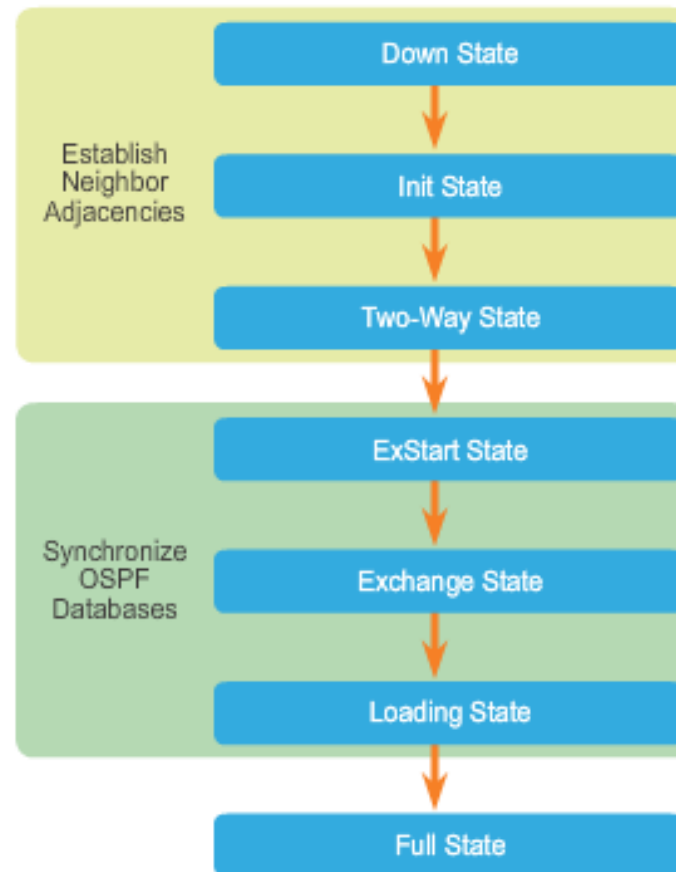 Down State
Establish
Neighbor
Adjacencies
Init State
Two-Way State
ExStart State
Synchronize
OSPF
Databases
Exchange State
Loading State
Full State